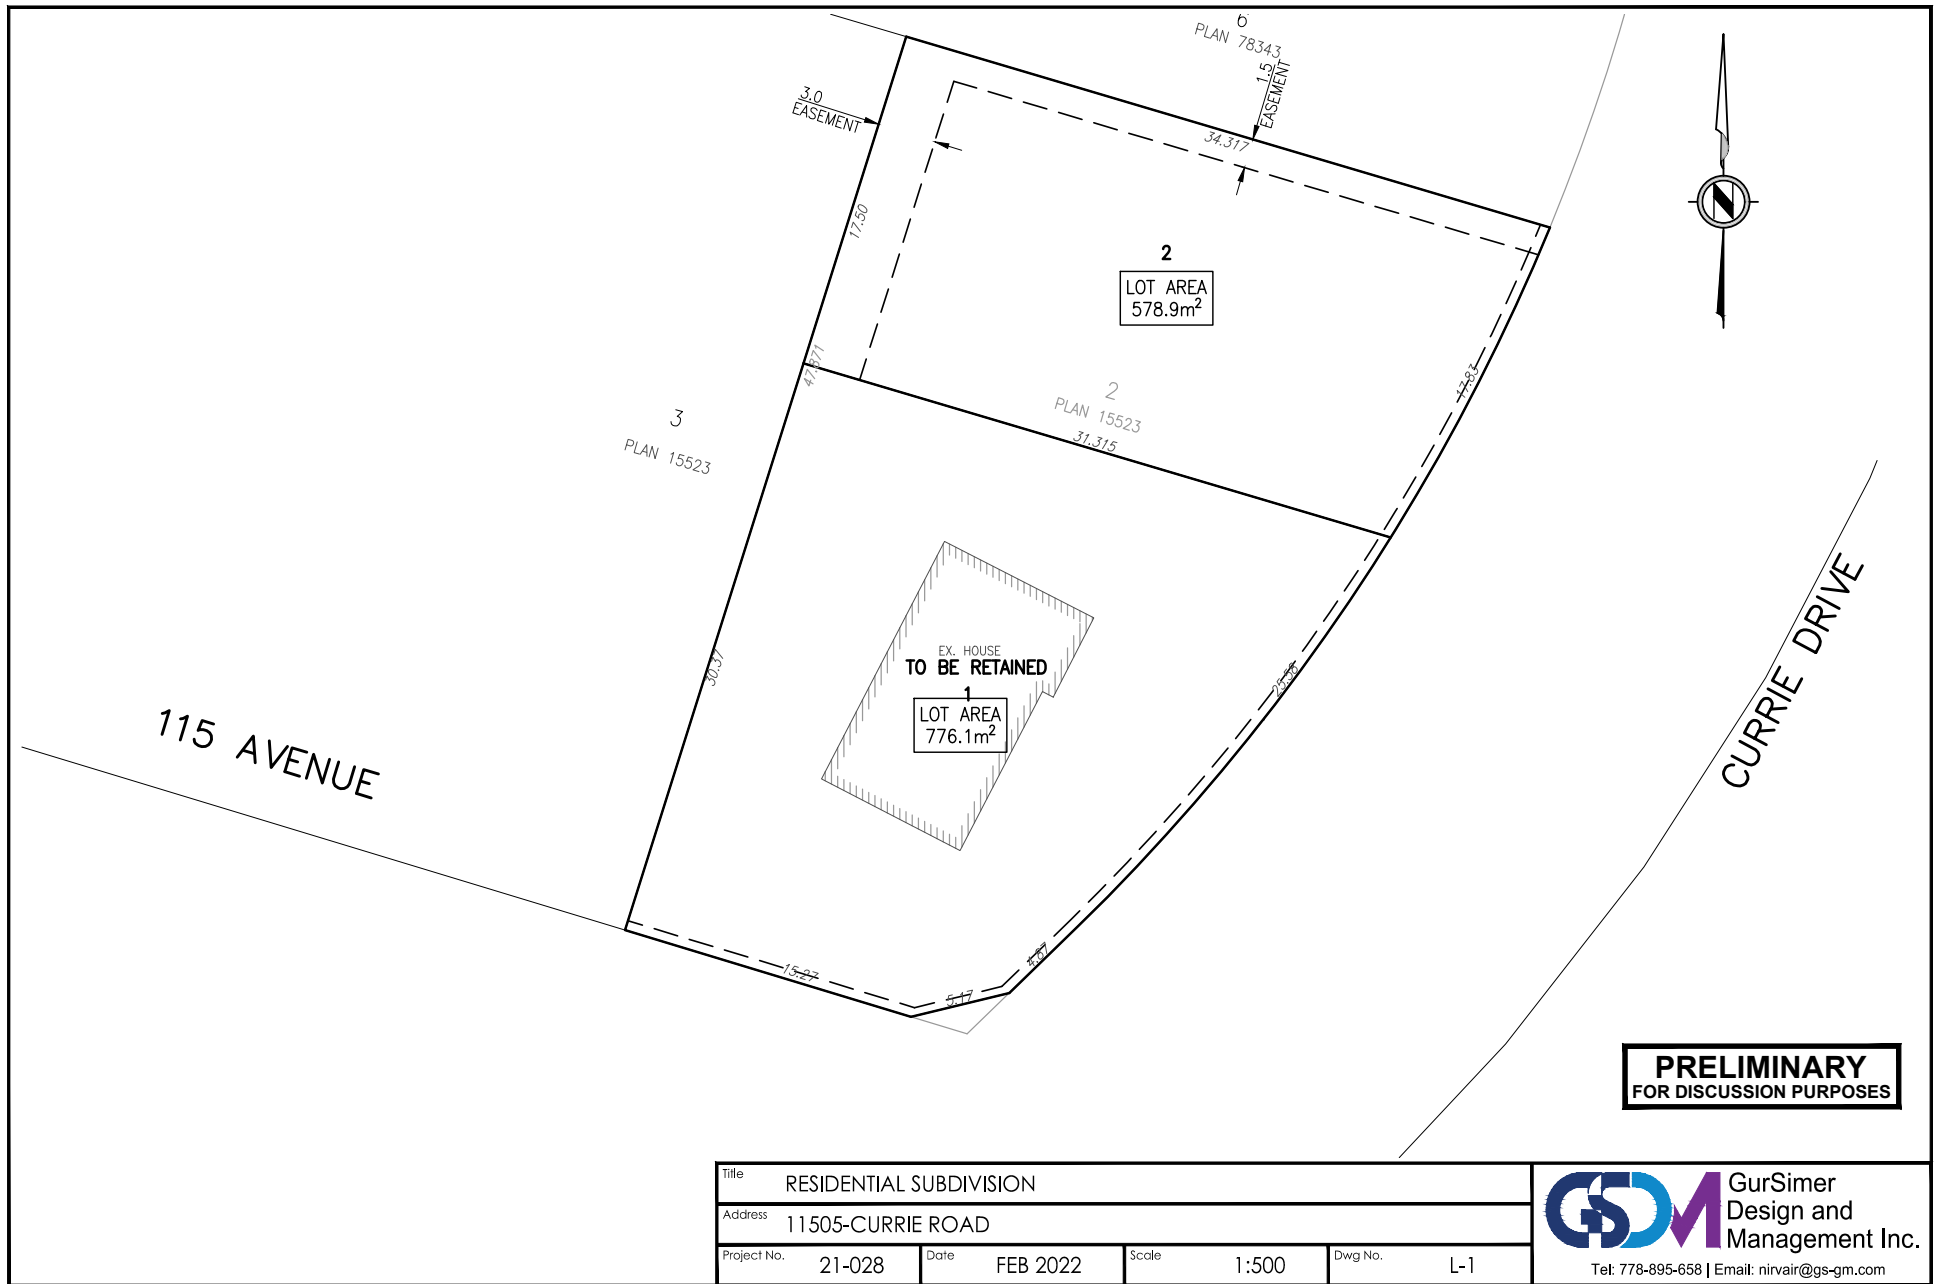 6
PLAN 78343
1.5
EASEMENT
3.0
EASEMENT
34.317
17.50
2
LOT AREA
578.9m²
47.871
17.83
2
PLAN 15523
31.315
3
PLAN 15523
EX. HOUSE
TO BE RETAINED
1
LOT AREA
776.1m²
30.37
25.58
115 AVENUE
CURRIE DRIVE
15.27
5.17
4.87
N
PRELIMINARY
FOR DISCUSSION PURPOSES
Title RESIDENTIAL SUBDIVISION
Address 11505-CURRIE ROAD
Project No. 21-028 Date FEB 2022 Scale 1:500 Dwg No. L-1
GSDM
GurSimer
Design and
Management Inc.
Tel: 778-895-658 | Email: nirvair@gs-gm.com